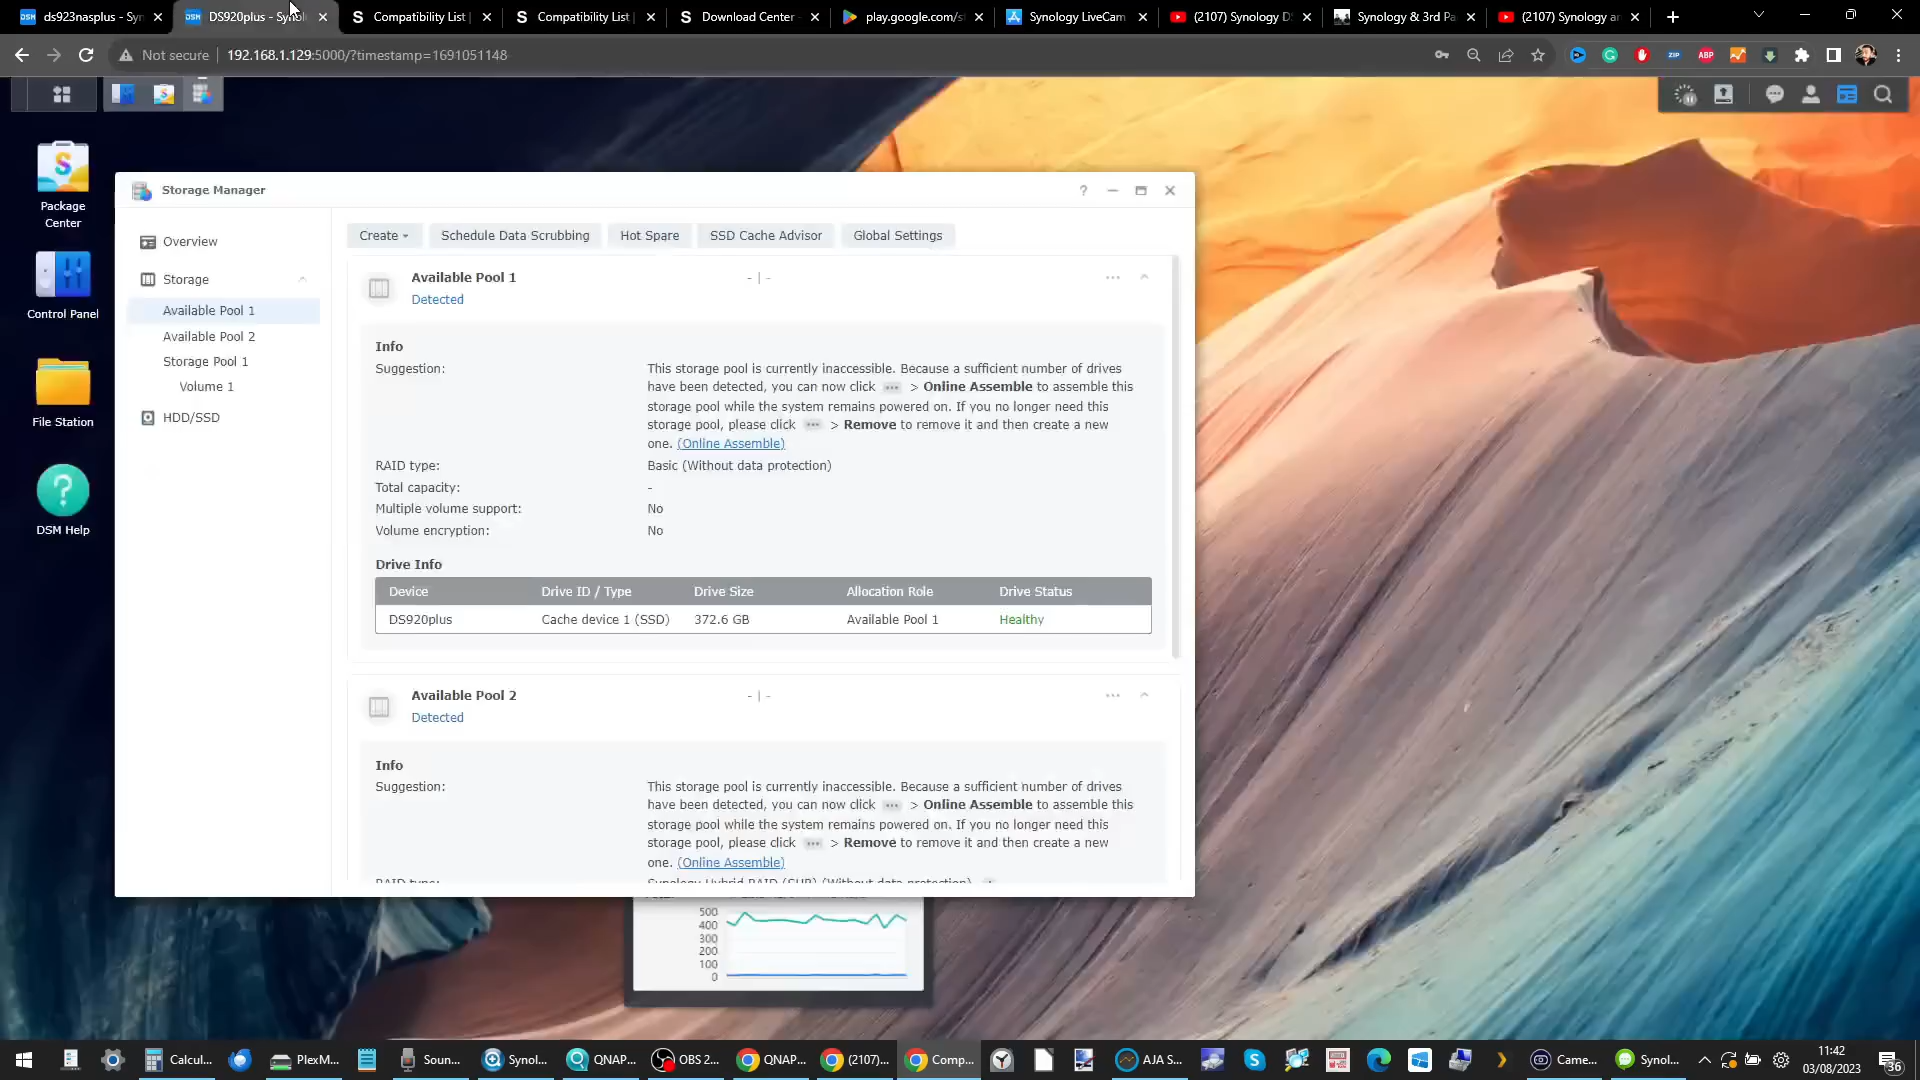 ds923nasplus - Syn
DS920plus - Synol
Compatibility List |
Compatibility List |
Download Center -
play.google.com/st
Synology LiveCam
(2107) Synology D
Synology & 3rd Pa
(2107) Synology a
Not secure
192.168.1.129:5000/?timestamp=1691051148
Package
Center
Control Panel
File Station
DSM Help
Storage Manager
Overview
Storage
Available Pool 1
Available Pool 2
Storage Pool 1
Volume 1
HDD/SSD
Create
Schedule Data Scrubbing
Hot Spare
SSD Cache Advisor
Global Settings
Available Pool 1
- | -
Detected
Info
Suggestion:
This storage pool is currently inaccessible. Because a sufficient number of drives
have been detected, you can now click ••• > Online Assemble to assemble this
storage pool while the system remains powered on. If you no longer need this
storage pool, please click ••• > Remove to remove it and then create a new
one. (Online Assemble)
RAID type: Basic (Without data protection)
Total capacity: -
Multiple volume support: No
Volume encryption: No
Drive Info
Device Drive ID / Type Drive Size Allocation Role Drive Status
DS920plus Cache device 1 (SSD) 372.6 GB Available Pool 1 Healthy
Available Pool 2
- | -
Detected
Info
Suggestion:
This storage pool is currently inaccessible. Because a sufficient number of drives
have been detected, you can now click ••• > Online Assemble to assemble this
storage pool while the system remains powered on. If you no longer need this
storage pool, please click ••• > Remove to remove it and then create a new
one. (Online Assemble)
RAID type: Synology Hybrid RAID (SHR) (Without data protection)
500
400
300
200
100
0
Calcul...
PlexM...
Soun...
Synol...
QNAP...
OBS 2...
QNAP...
(2107)...
Comp...
AJA S...
Came...
Synol...
11:42
03/08/2023
36